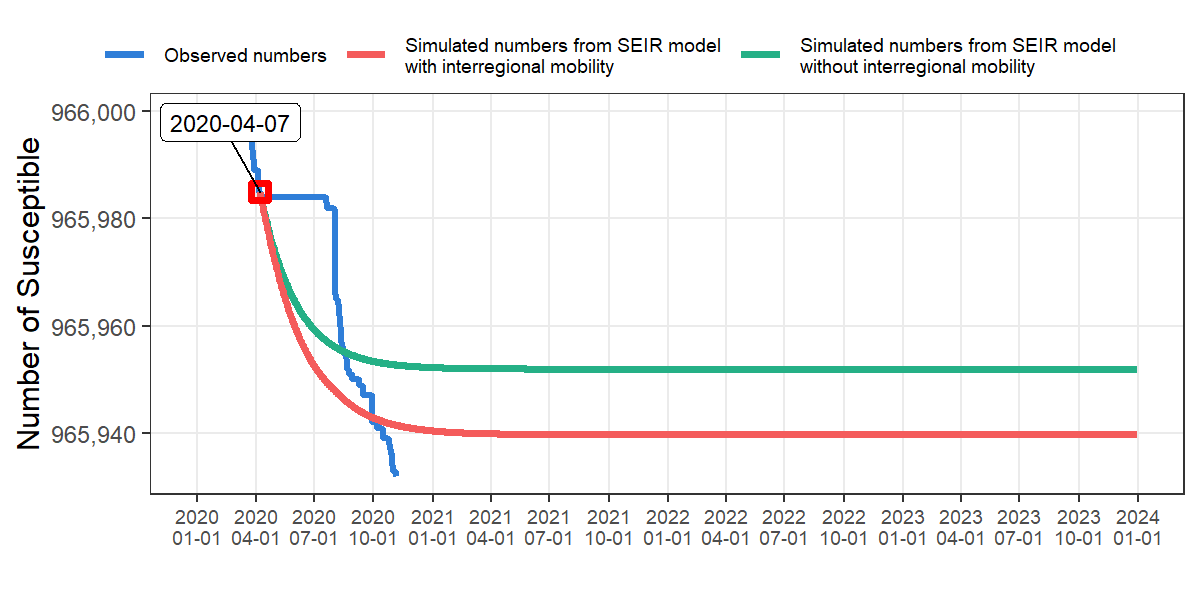 Observed numbers
Simulated numbers from SEIR model
with interregional mobility
Simulated numbers from SEIR model
without interregional mobility
Number of Susceptible
966,000
965,980
965,960
965,940
2020-04-07
2020 2020 2020 2020 2021 2021 2021 2021 2022 2022 2022 2022 2023 2023 2023 2023 2024
01-01 04-01 07-01 10-01 01-01 04-01 07-01 10-01 01-01 04-01 07-01 10-01 01-01 04-01 07-01 10-01 01-01